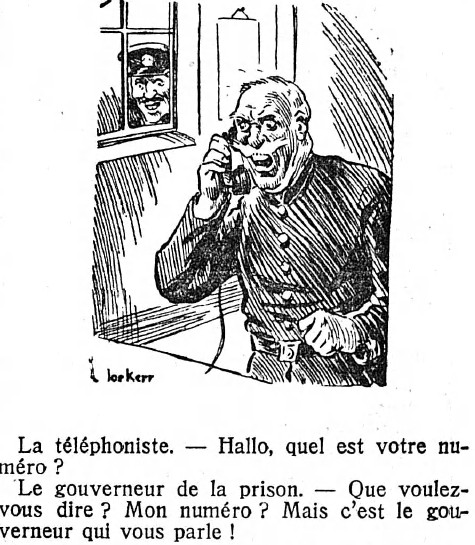 La téléphoniste. — Hallo, quel est votre nu-
méro ?
Le gouverneur de la prison. — Que voulez-
vous dire ? Mon numéro ? Mais c'est le gou-
verneur qui vous parle !